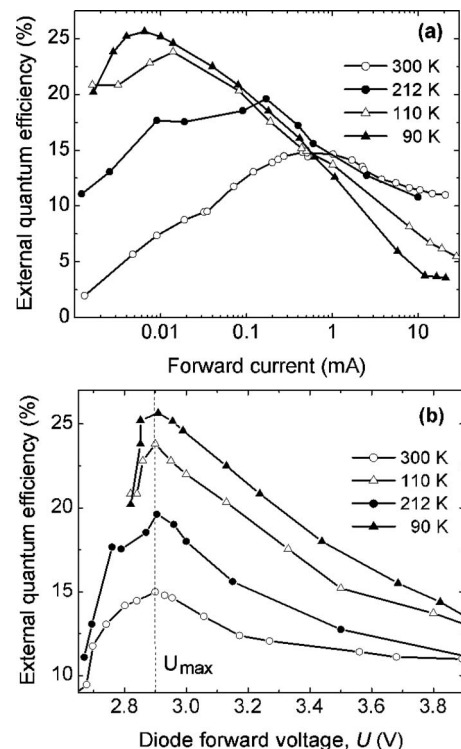 (a)
External quantum efficiency (%)
25
20
15
10
5
0
300 K
212 K
110 K
90 K
0.01 0.1 1 10
Forward current (mA)
(b)
External quantum efficiency (%)
25
20
15
10
300 K
110 K
212 K
90 K
Umax
2.8 3.0 3.2 3.4 3.6 3.8
Diode forward voltage, U (V)